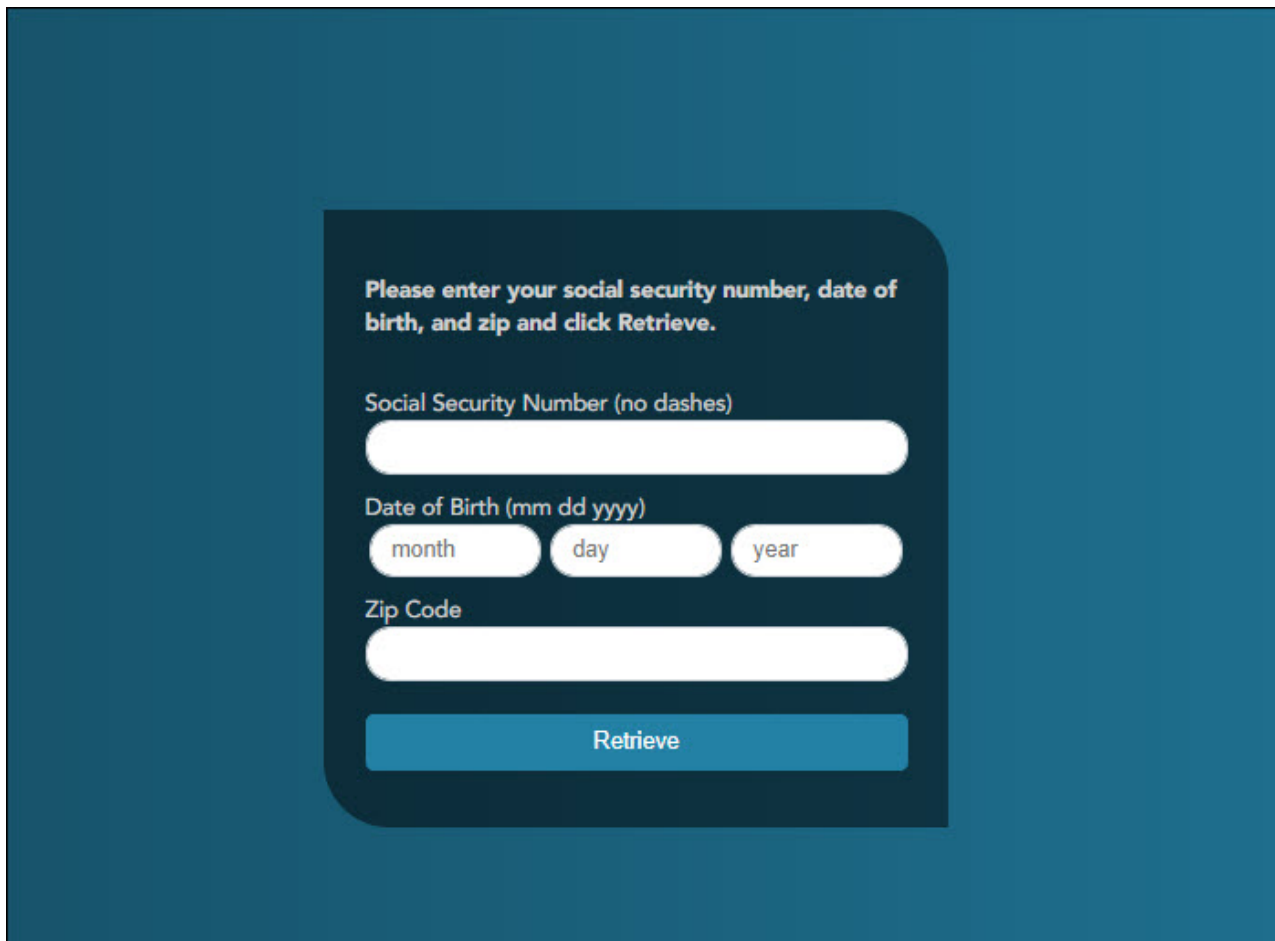 Please enter your social security number, date of
birth, and zip and click Retrieve.
Social Security Number (no dashes)
Date of Birth (mm dd yyyy)
month day year
Zip Code
Retrieve